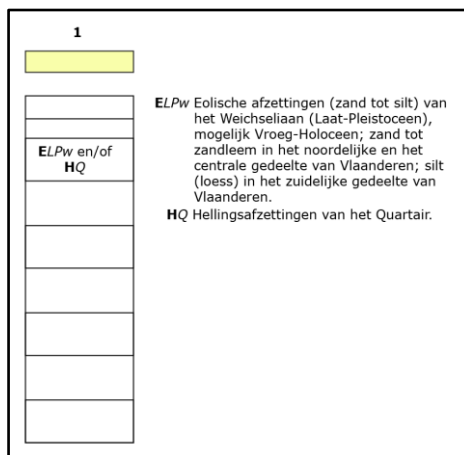 1
ELPw en/of
HQ
ELPw Eolische afzettingen (zand tot silt) van
het Weichseliaan (Laat-Pleistoceen),
mogelijk Vroeg-Holoceen; zand tot
zandleem in het noordelijke en het
centrale gedeelte van Vlaanderen; silt
(loess) in het zuidelijke gedeelte van
Vlaanderen.
HQ Hellingsafzettingen van het Quartair.